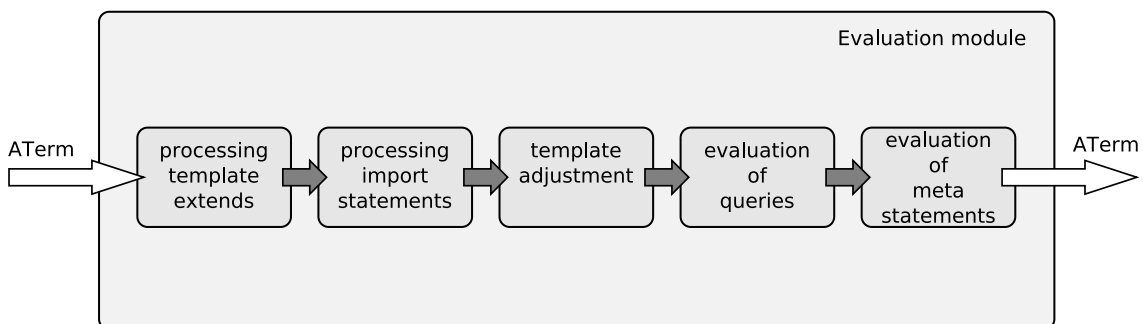 Evaluation module
ATerm
processing
template
extends
processing
import
statements
template
adjustment
evaluation
of
queries
evaluation
of
meta
statements
ATerm